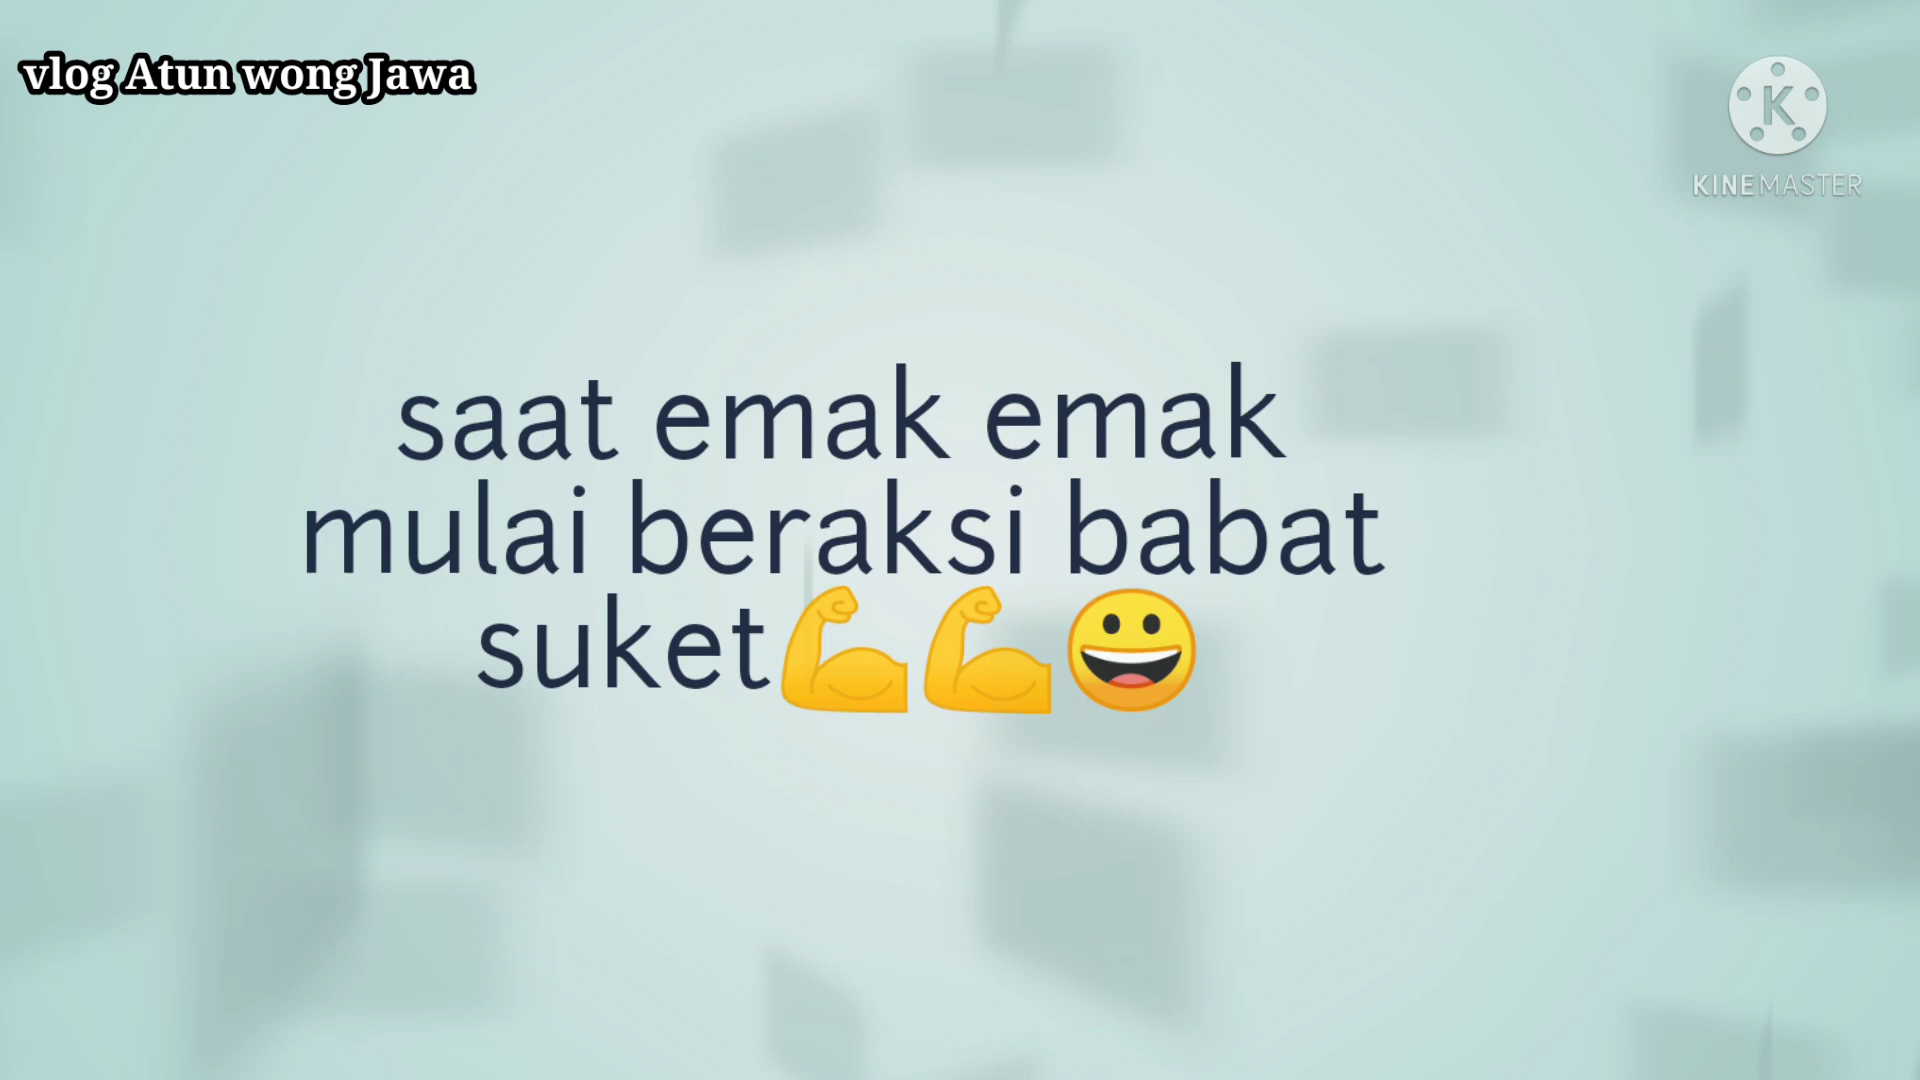 vlog Atun wong Jawa
KINEMASTER
saat emak emak
mulai beraksi babat
suket💪💪😀